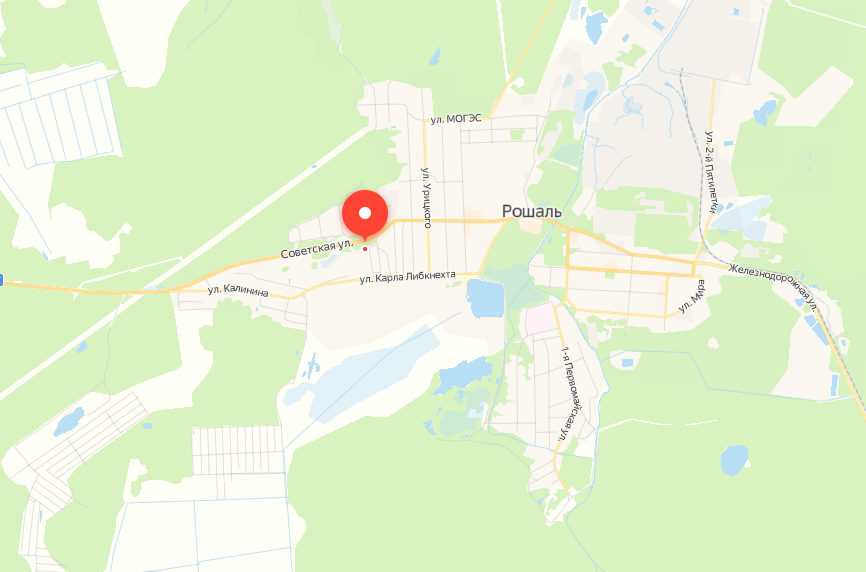 ул. МОГЭС
ул. 2-й Пятилетки
ул. Урицкого
Рошаль
Советская ул.
ул. Карла Либкнехта
Железнодорожная ул.
ул. Калинина
ул. Мира
1-я Первомайская ул.